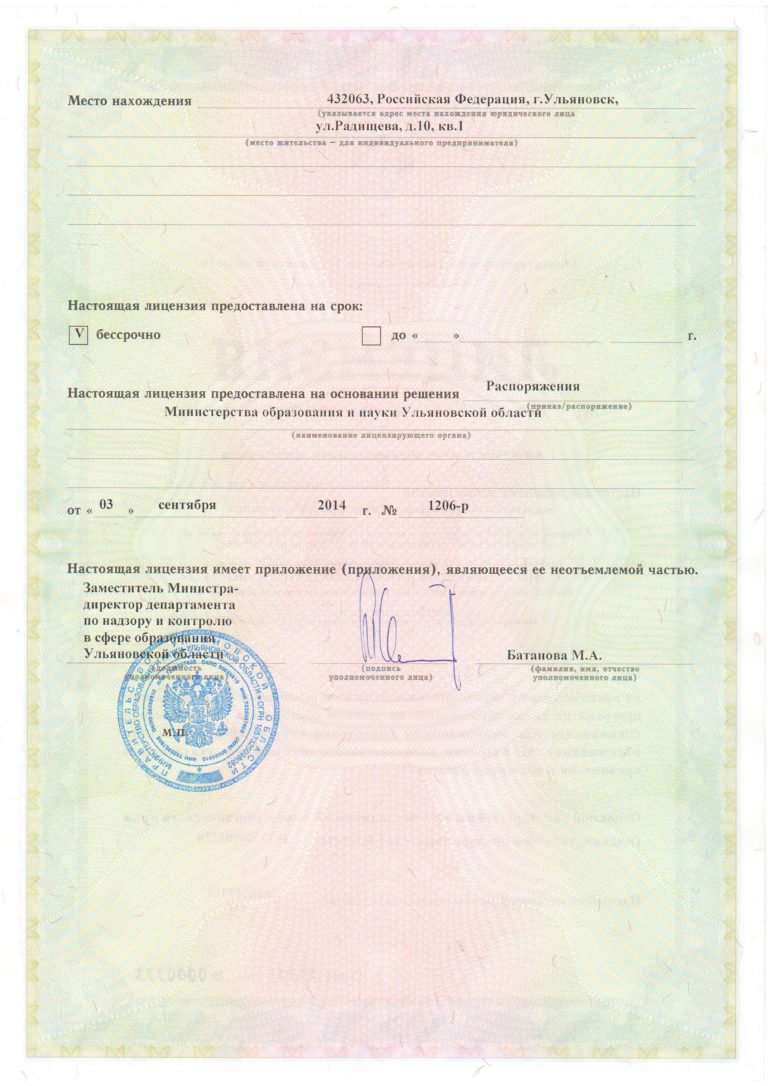 Место нахождения 432063, Российская Федерация, г.Ульяновск,
(указывается адрес места нахождения юридического лица
ул.Радищева, д.10, кв.I
(место жительства – для индивидуального предпринимателя)
Настоящая лицензия предоставлена на срок:
V бессрочно до « » г.
Настоящая лицензия предоставлена на основании решения Распоряжения
(приказ/распоряжение)
Министерства образования и науки Ульяновской области
(наименование лицензирующего органа)
от « 03 » сентября 2014 г. № 1206-р
Настоящая лицензия имеет приложение (приложения), являющееся ее неотъемлемой частью.
Заместитель Министра-
директор департамента
по надзору и контролю
в сфере образования
Ульяновской области Батанова М.А.
(должность (подпись (фамилия, имя, отчество
уполномоченного лица) уполномоченного лица) уполномоченного лица)
М.П.